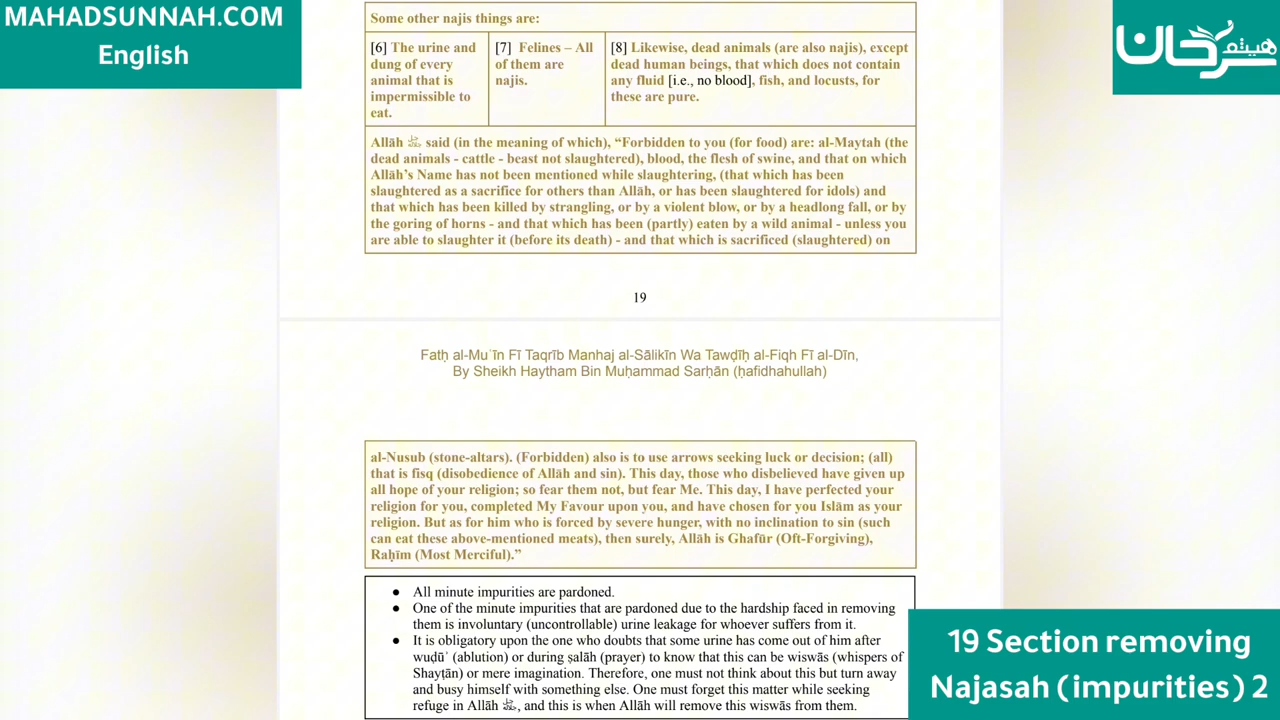 MAHADSUNNAH.COM
English
هيثم
سرحان
Some other najis things are:
[6] The urine and
dung of every
animal that is
impermissible to
eat.
[7] Felines – All
of them are
najis.
[8] Likewise, dead animals (are also najis), except
dead human beings, that which does not contain
any fluid [i.e., no blood], fish, and locusts, for
these are pure.
Allāh ﷻ said (in the meaning of which), “Forbidden to you (for food) are: al-Maytah (the
dead animals - cattle - beast not slaughtered), blood, the flesh of swine, and that on which
Allāh’s Name has not been mentioned while slaughtering, (that which has been
slaughtered as a sacrifice for others than Allāh, or has been slaughtered for idols) and
that which has been killed by strangling, or by a violent blow, or by a headlong fall, or by
the goring of horns - and that which has been (partly) eaten by a wild animal - unless you
are able to slaughter it (before its death) - and that which is sacrificed (slaughtered) on
19
Fatḥ al-Muʿīn Fī Taqrīb Manhaj al-Sālikīn Wa Tawḍīḥ al-Fiqh Fī al-Dīn,
By Sheikh Haytham Bin Muḥammad Sarḥān (ḥafidhahullah)
al-Nusub (stone-altars). (Forbidden) also is to use arrows seeking luck or decision; (all)
that is fisq (disobedience of Allāh and sin). This day, those who disbelieved have given up
all hope of your religion; so fear them not, but fear Me. This day, I have perfected your
religion for you, completed My Favour upon you, and have chosen for you Islām as your
religion. But as for him who is forced by severe hunger, with no inclination to sin (such
can eat these above-mentioned meats), then surely, Allāh is Ghafūr (Oft-Forgiving),
Raḥīm (Most Merciful).”
● All minute impurities are pardoned.
● One of the minute impurities that are pardoned due to the hardship faced in removing
them is involuntary (uncontrollable) urine leakage for whoever suffers from it.
● It is obligatory upon the one who doubts that some urine has come out of him after
wuḍūʾ (ablution) or during ṣalāh (prayer) to know that this can be wiswās (whispers of
Shayṭān) or mere imagination. Therefore, one must not think about this but turn away
and busy himself with something else. One must forget this matter while seeking
refuge in Allāh ﷻ, and this is when Allāh will remove this wiswās from them.
19 Section removing
Najasah (impurities) 2